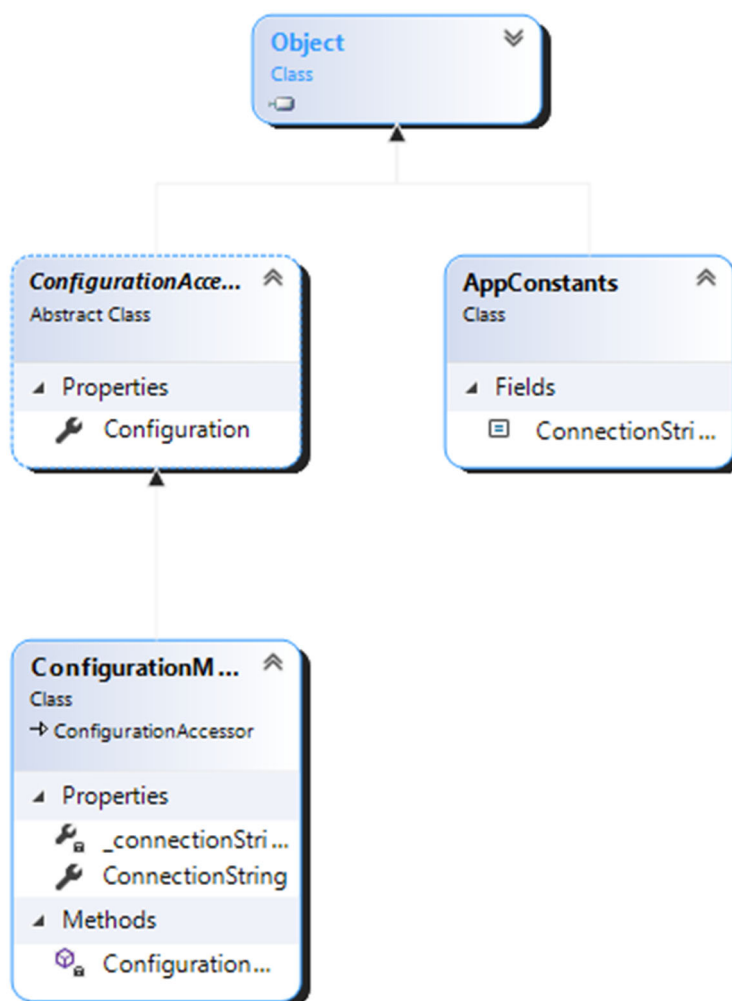 Object
Class
ConfigurationAcce...
Abstract Class
Properties
Configuration
AppConstants
Class
Fields
ConnectionStri...
ConfigurationM...
Class
ConfigurationAccessor
Properties
_connectionStri...
ConnectionString
Methods
Configuration...